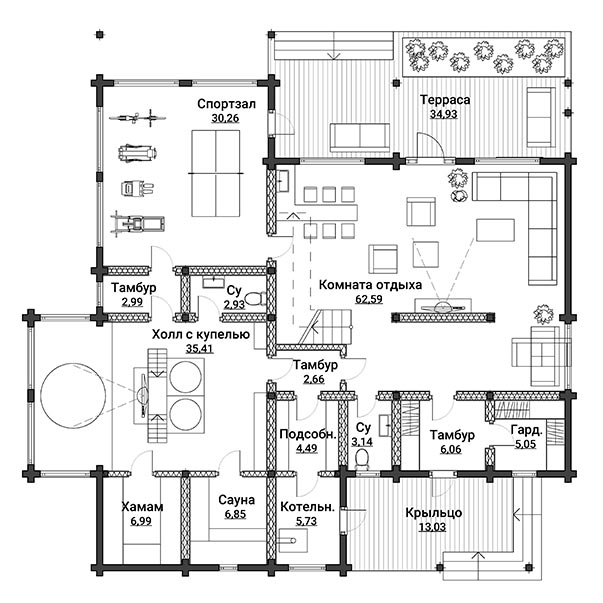 Спортзал
30,26
Терраса
34,93
Тамбур
2,99
Су
2,93
Комната отдыха
62,59
Холл с купелью
35,41
Тамбур
2,66
Подсобн.
4,49
Су
3,14
Тамбур
6,06
Гард.
5,05
Хамам
6,99
Сауна
6,85
Котельн.
5,73
Крыльцо
13,03